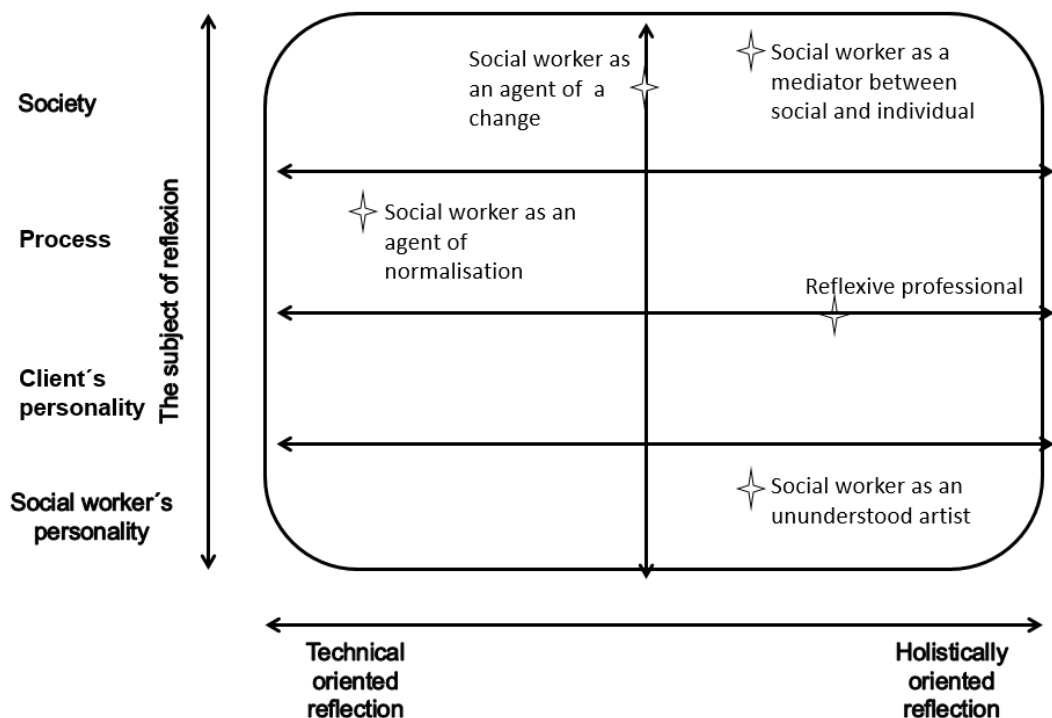 Social worker as
an agent of a
change
Social worker as a
mediator between
social and individual
Society
Social worker as an
agent of
normalisation
Process
The subject of reflexion
Reflexive professional
Client´s
personality
Social worker as an
ununderstood artist
Social worker´s
personality
Technical
oriented
reflection
Holistically
oriented
reflection